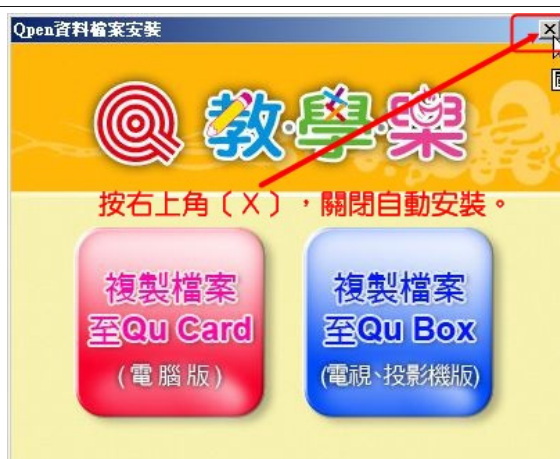 Qpen資料檔案安裝
教·學·樂
按右上角〔X〕，關閉自動安裝。
複製檔案
至Qu Card
(電腦版)
複製檔案
至Qu Box
(電視、投影機版)